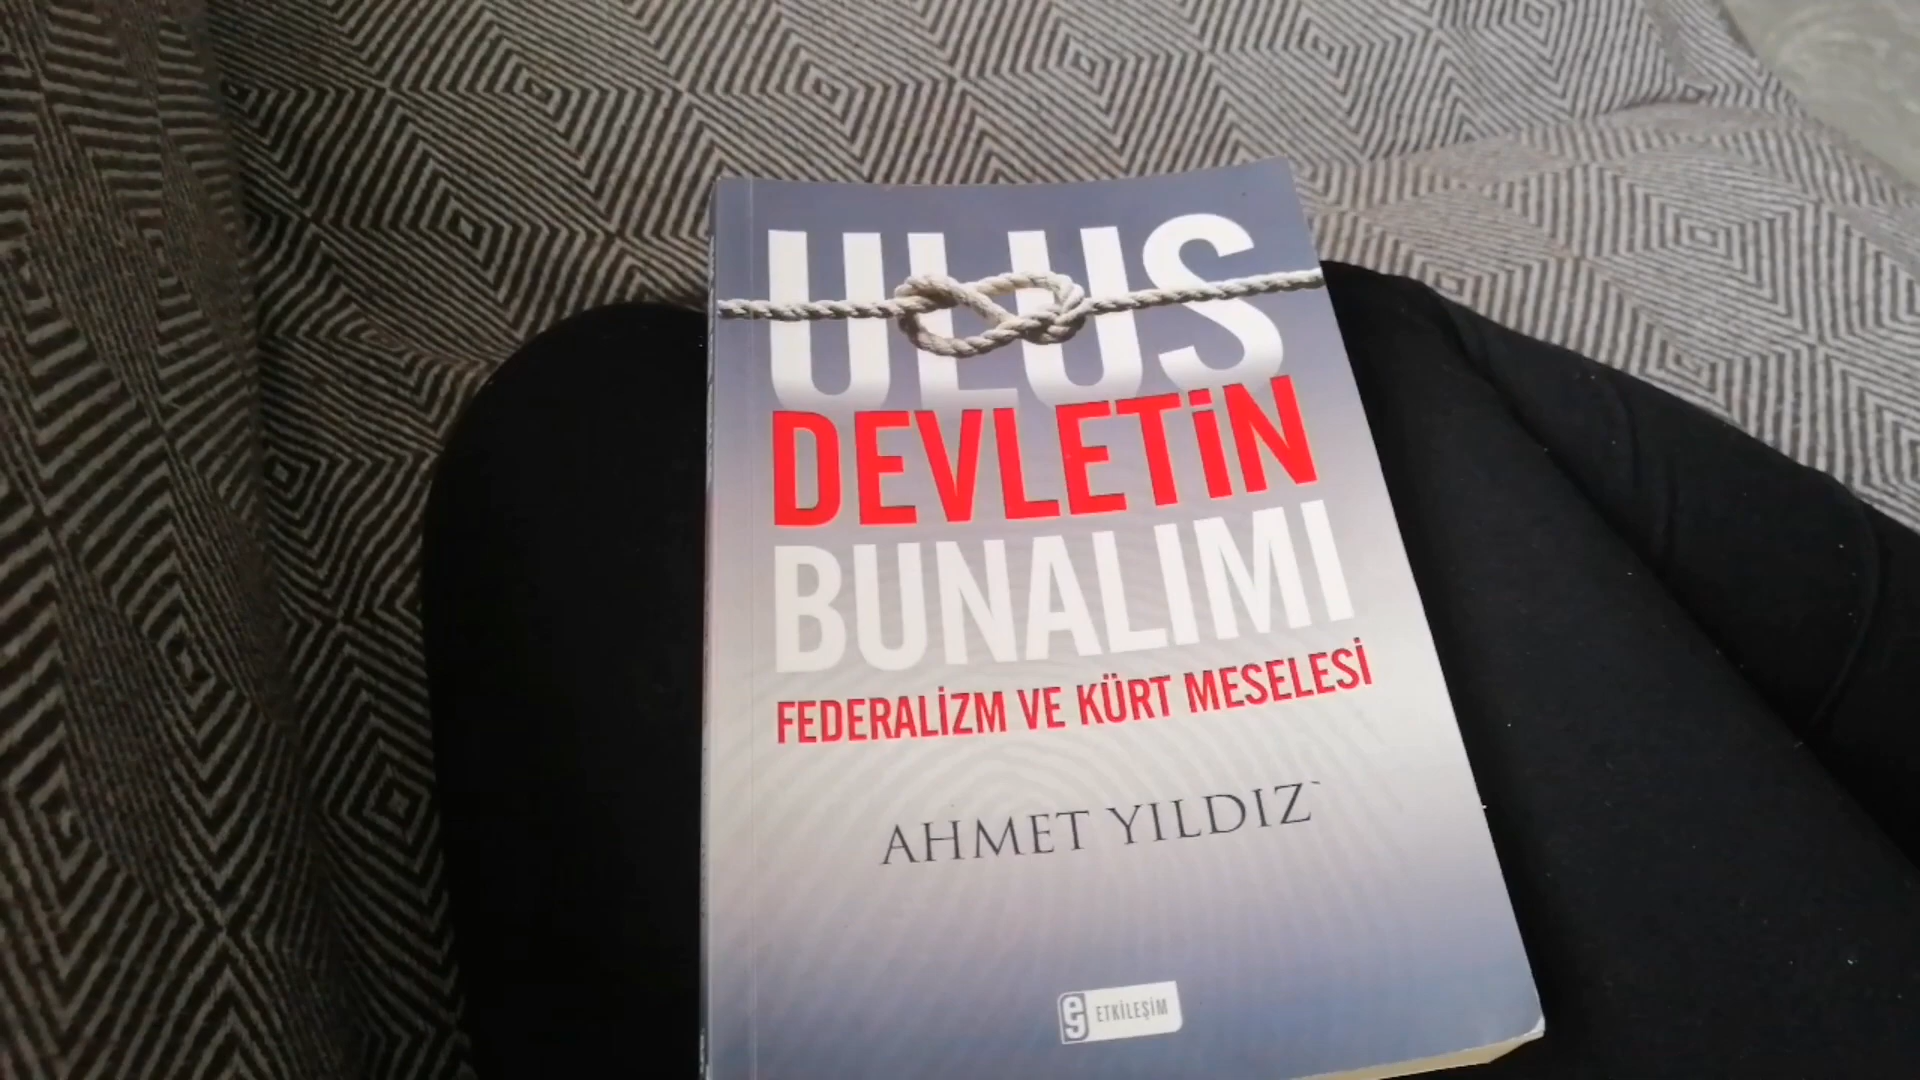 ULUS
DEVLETİN
BUNALIMI
FEDERALİZM VE KÜRT MESELESİ
AHMET YILDIZ
e ETKİLEŞİM